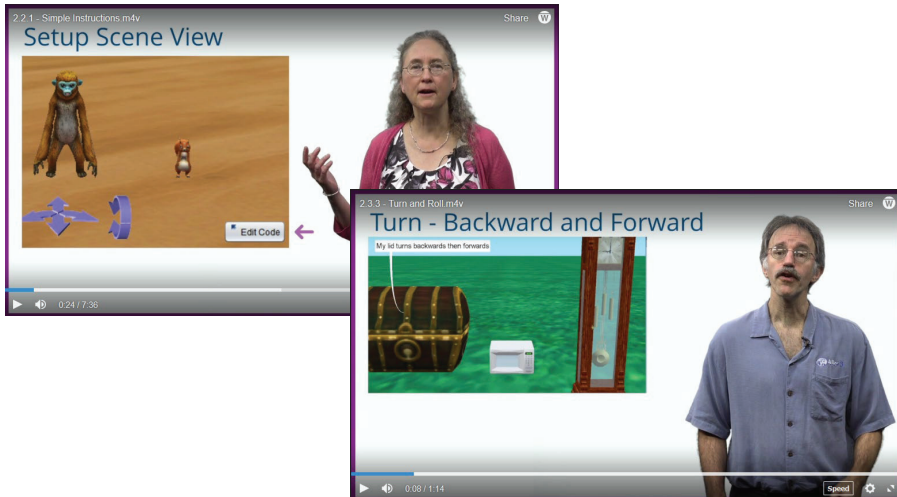 2.2.1 - Simple Instructions.m4v
Share
W
Setup Scene View
Edit Code
0:24 / 7:36
2.3.3 - Turn and Roll.m4v
Share
W
Turn - Backward and Forward
My lid turns backwards then forwards
0:08 / 1:14
Speed